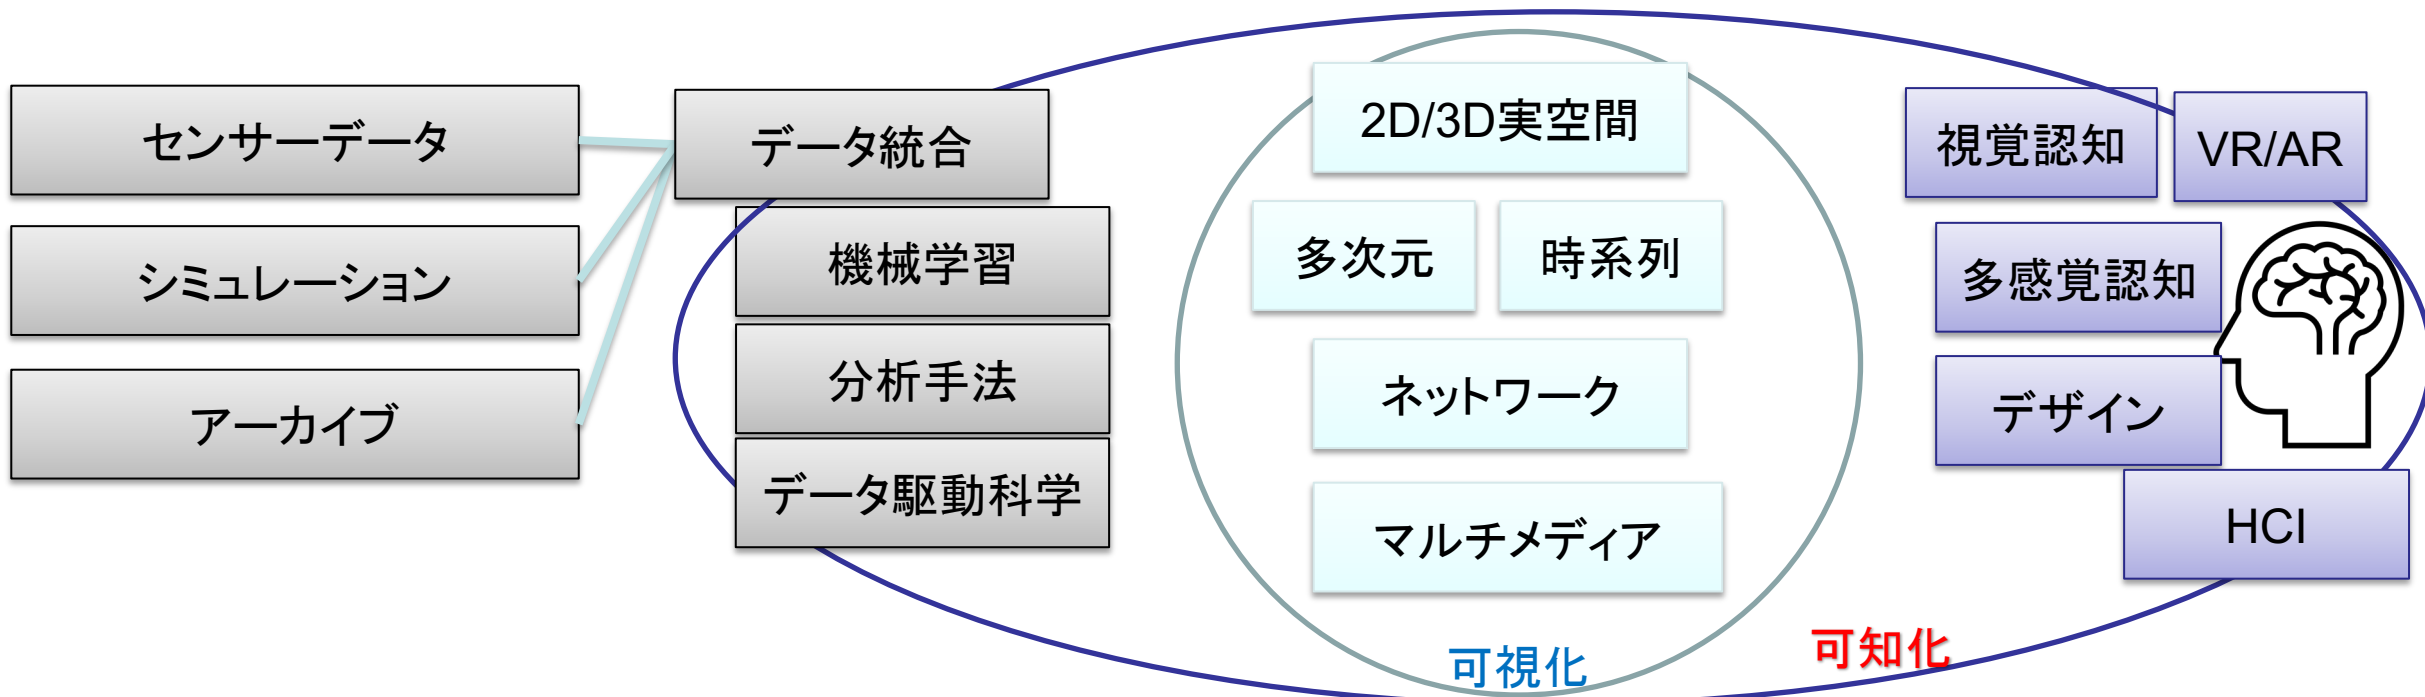 センサーデータ
シミュレーション
アーカイブ
データ統合
機械学習
分析手法
データ駆動科学
2D/3D実空間
多次元
時系列
ネットワーク
マルチメディア
可視化
可知化
視覚認知
VR/AR
多感覚認知
デザイン
HCI